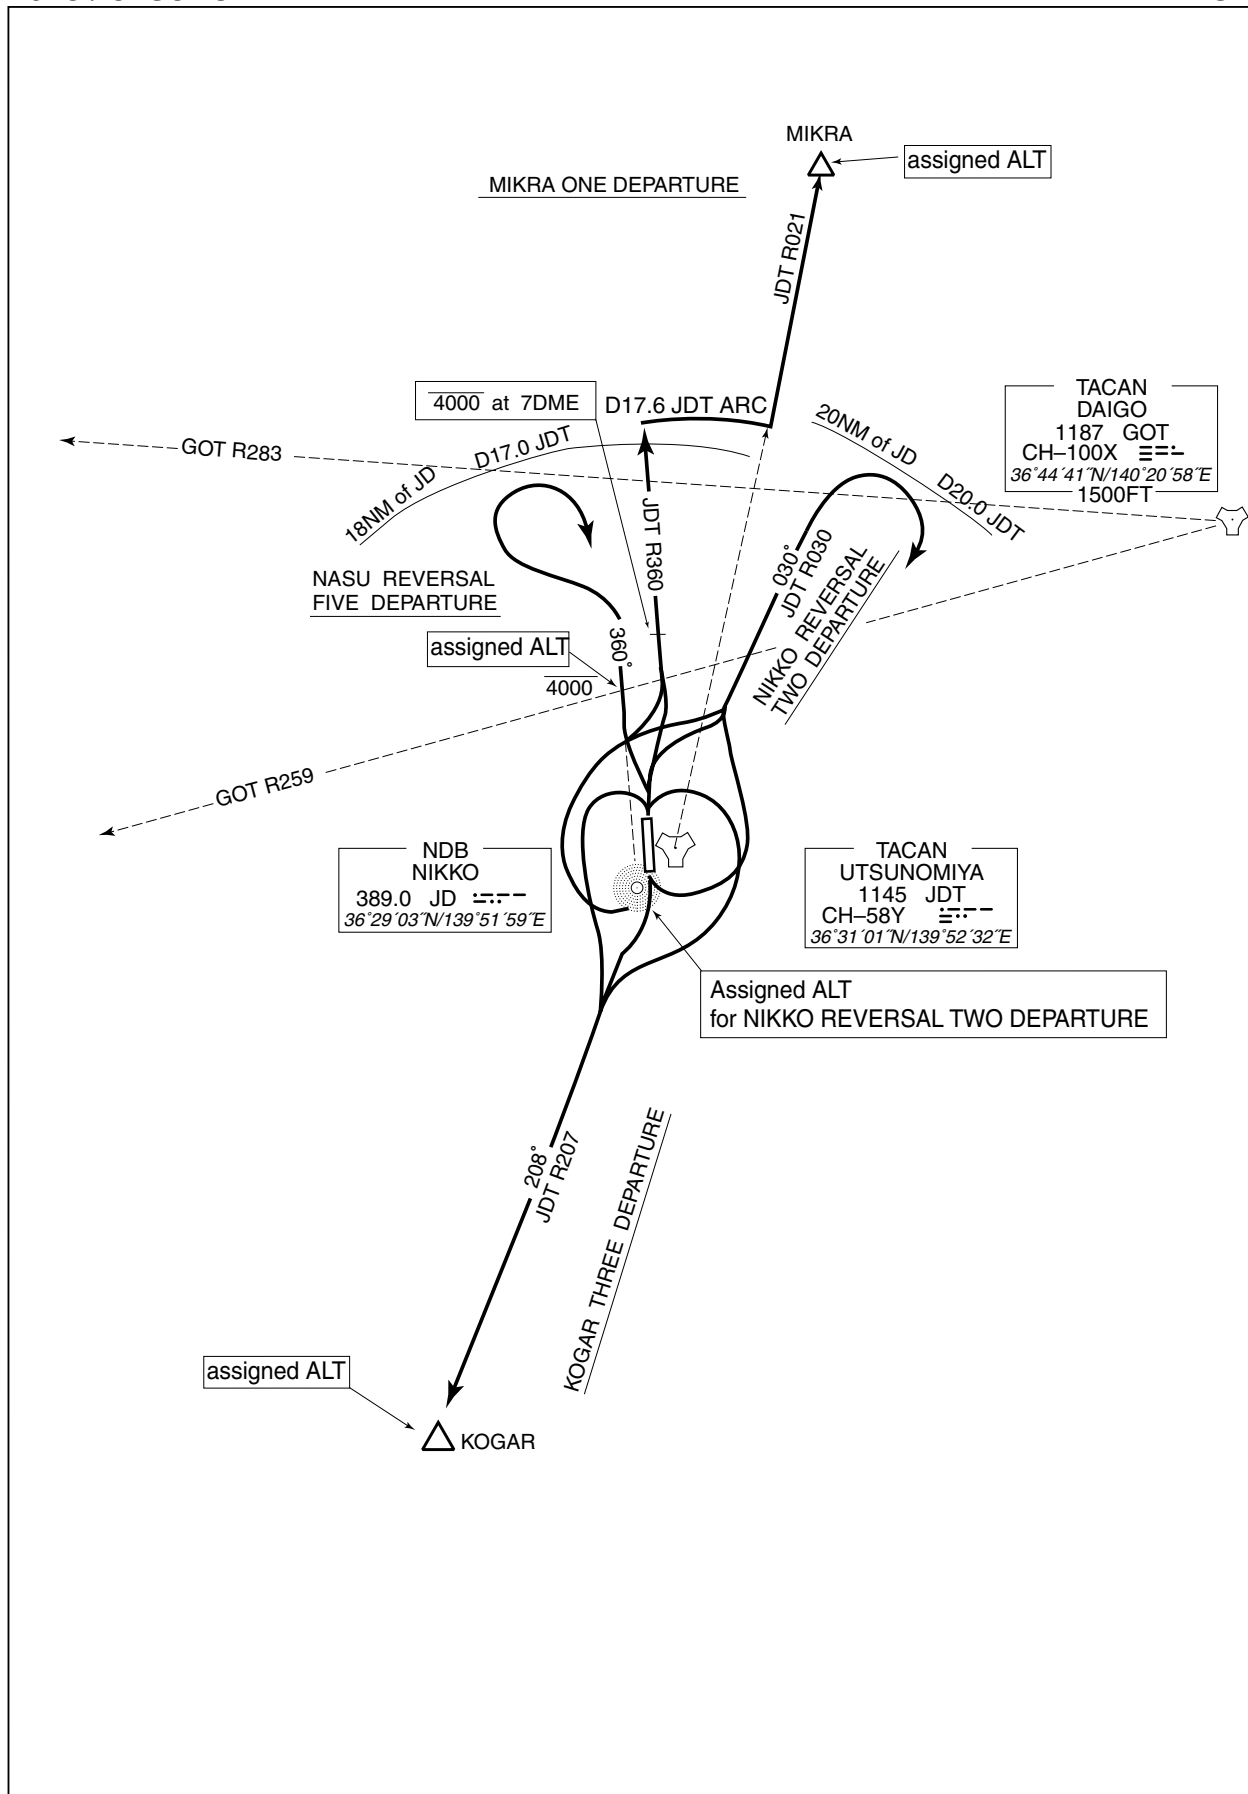 MIKRA
assigned ALT
MIKRA ONE DEPARTURE
JDT R021
4000 at 7DME
D17.6 JDT ARC
TACAN
DAIGO
1187 GOT
CH–100X
36°44′41″N/140°20′58″E
1500FT
GOT R283
D17.0 JDT
18NM of JD
20NM of JD
D20.0 JDT
JDT R360
030°
JDT R030
NIKKO REVERSAL
TWO DEPARTURE
NASU REVERSAL
FIVE DEPARTURE
360°
assigned ALT
4000
GOT R259
NDB
NIKKO
389.0 JD
36°29′03″N/139°51′59″E
TACAN
UTSUNOMIYA
1145 JDT
CH–58Y
36°31′01″N/139°52′32″E
Assigned ALT
for NIKKO REVERSAL TWO DEPARTURE
208°
JDT R207
KOGAR THREE DEPARTURE
assigned ALT
KOGAR